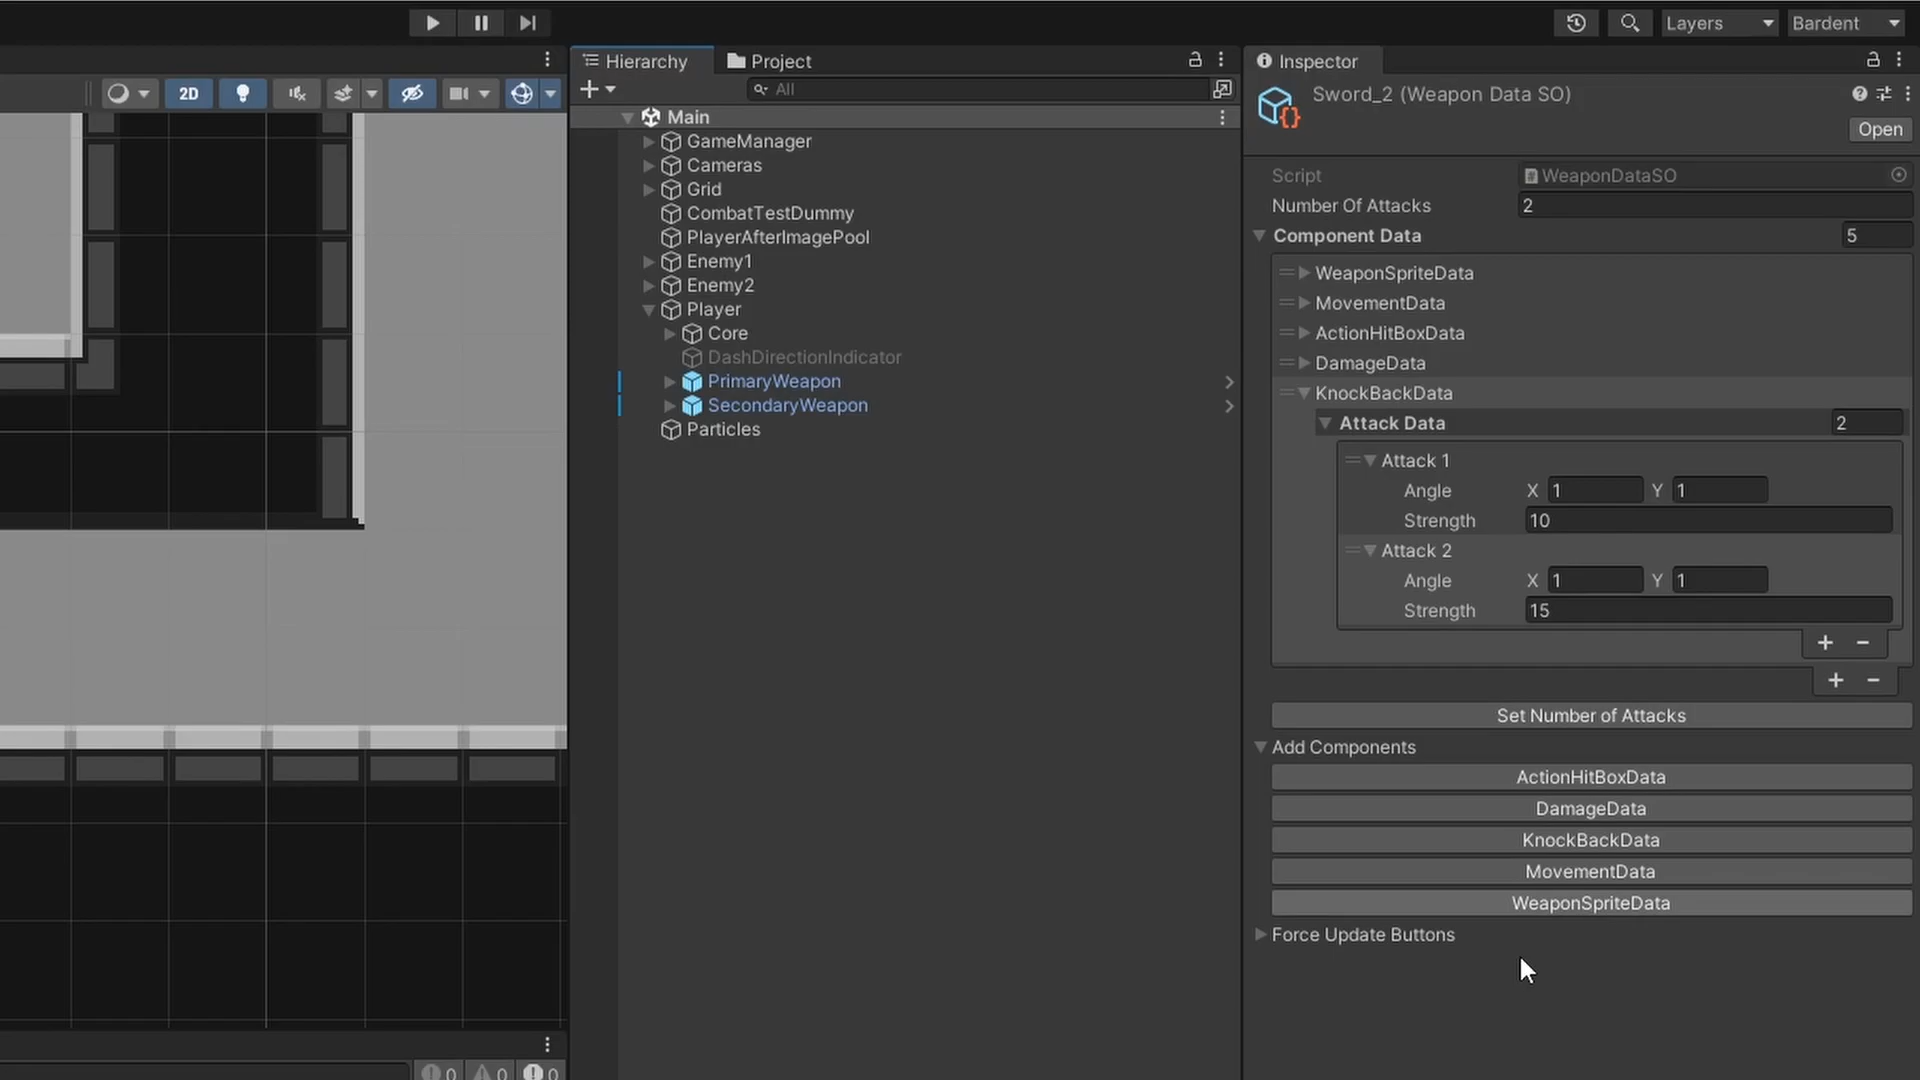 Layers
Bardent
Hierarchy
Project
Inspector
2D
All
Main
GameManager
Cameras
Grid
CombatTestDummy
PlayerAfterImagePool
Enemy1
Enemy2
Player
Core
DashDirectionIndicator
PrimaryWeapon
SecondaryWeapon
Particles
Sword_2 (Weapon Data SO)
Open
Script
WeaponDataSO
Number Of Attacks
2
Component Data
5
WeaponSpriteData
MovementData
ActionHitBoxData
DamageData
KnockBackData
Attack Data
2
Attack 1
Angle X 1 Y 1
Strength 10
Attack 2
Angle X 1 Y 1
Strength 15
Set Number of Attacks
Add Components
ActionHitBoxData
DamageData
KnockBackData
MovementData
WeaponSpriteData
Force Update Buttons
0 0 0